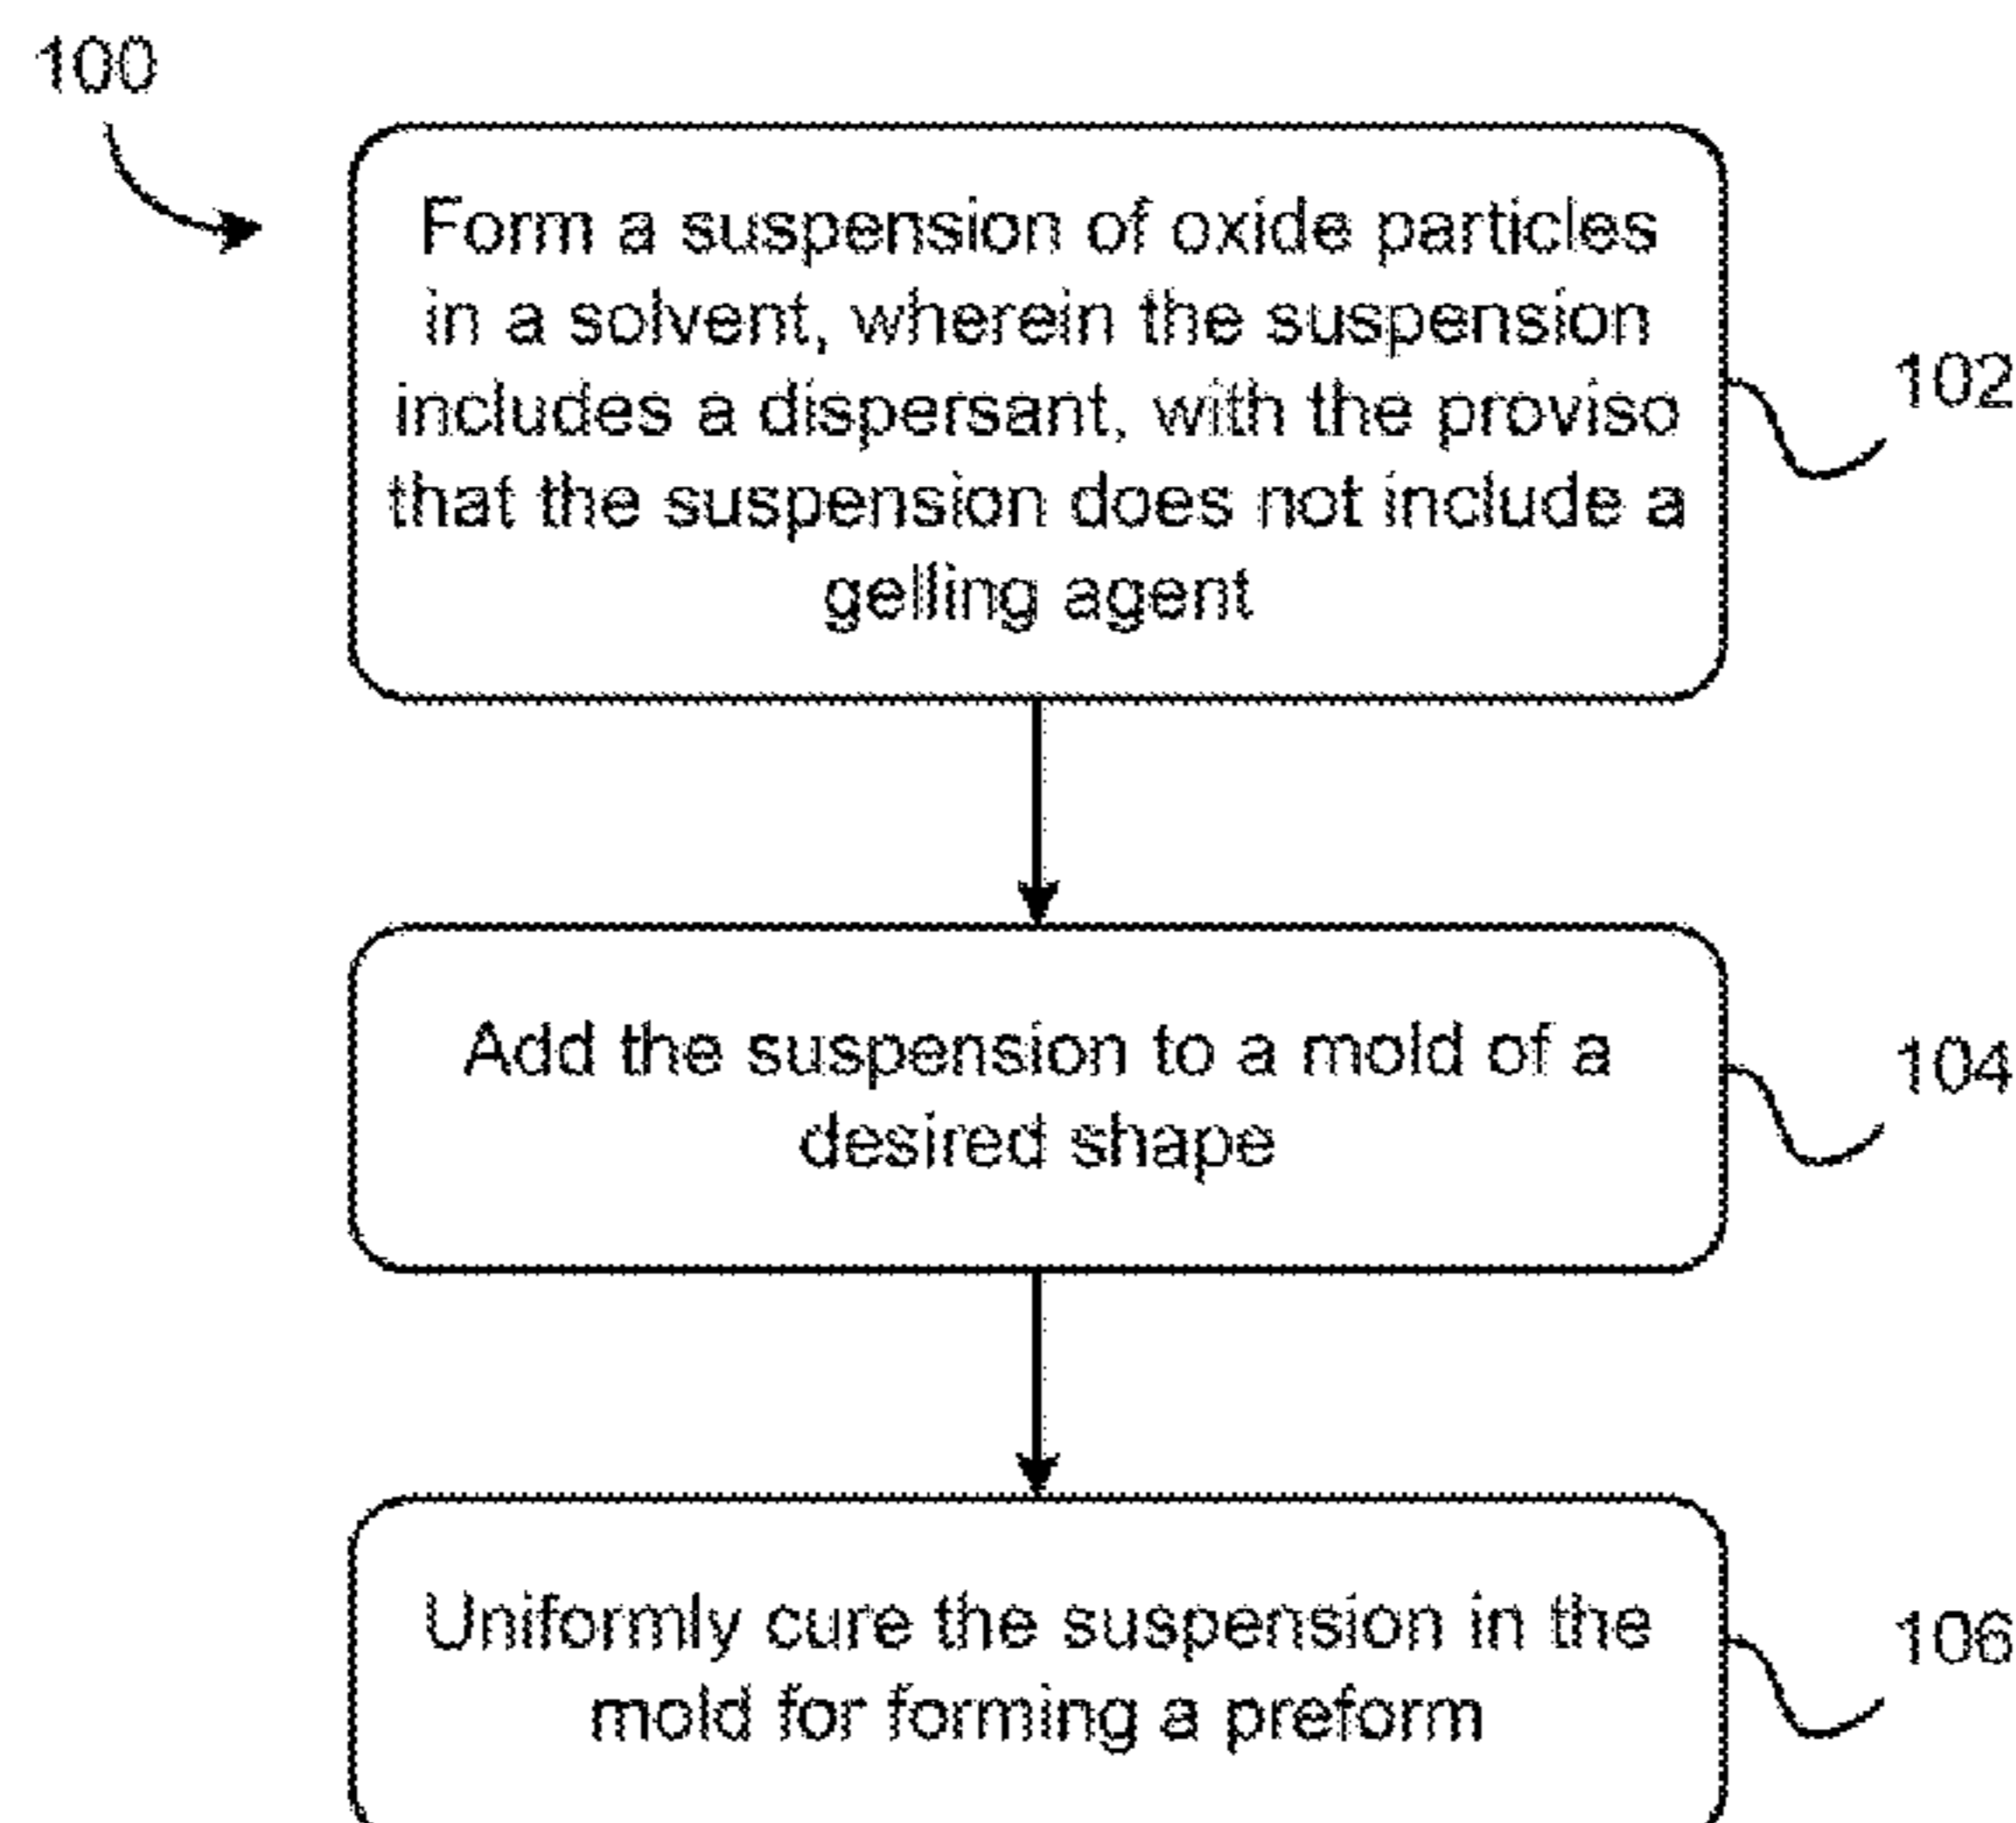 100
Form a suspension of oxide particles
in a solvent, wherein the suspension
includes a dispersant, with the proviso
that the suspension does not include a
gelling agent
102
Add the suspension to a mold of a
desired shape
104
Uniformly cure the suspension in the
mold for forming a preform
106